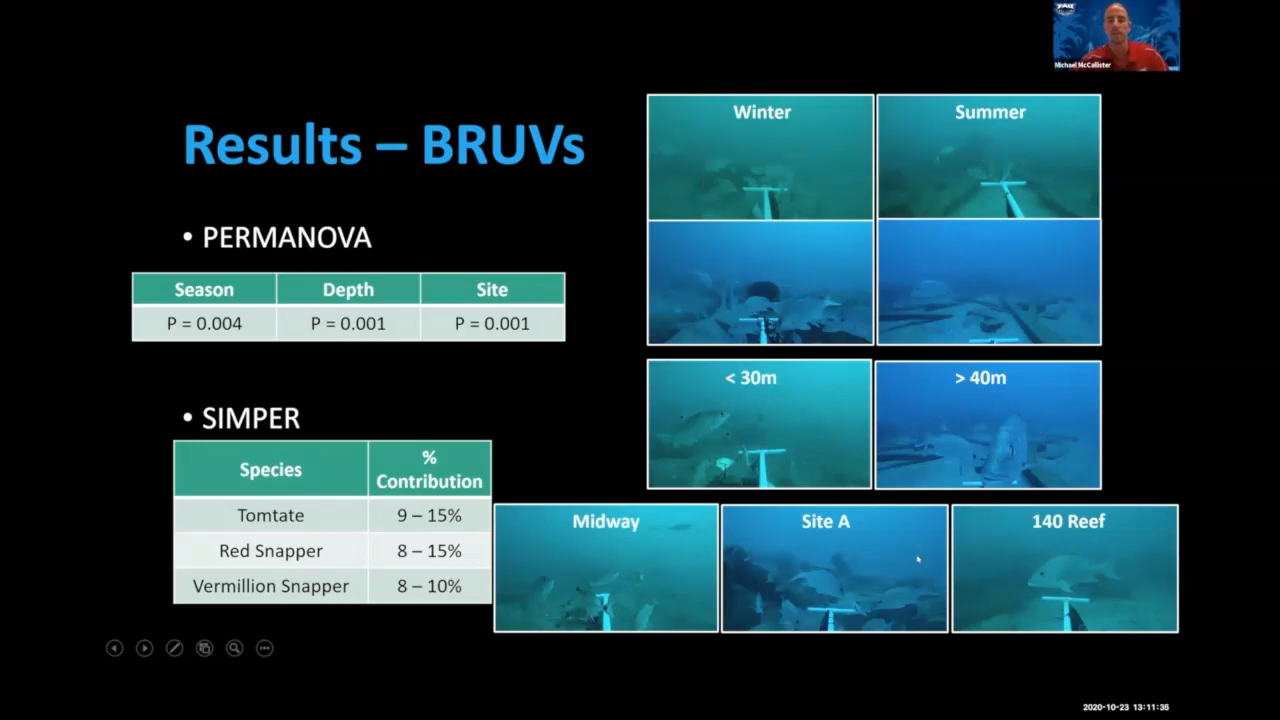 Michael McCallister
Results – BRUVs
• PERMANOVA
Season Depth Site
P = 0.004 P = 0.001 P = 0.001
• SIMPER
Species % Contribution
Tomtate 9 – 15%
Red Snapper 8 – 15%
Vermillion Snapper 8 – 10%
Winter Summer
< 30m > 40m
Midway Site A 140 Reef
2020-10-23 13:11:35